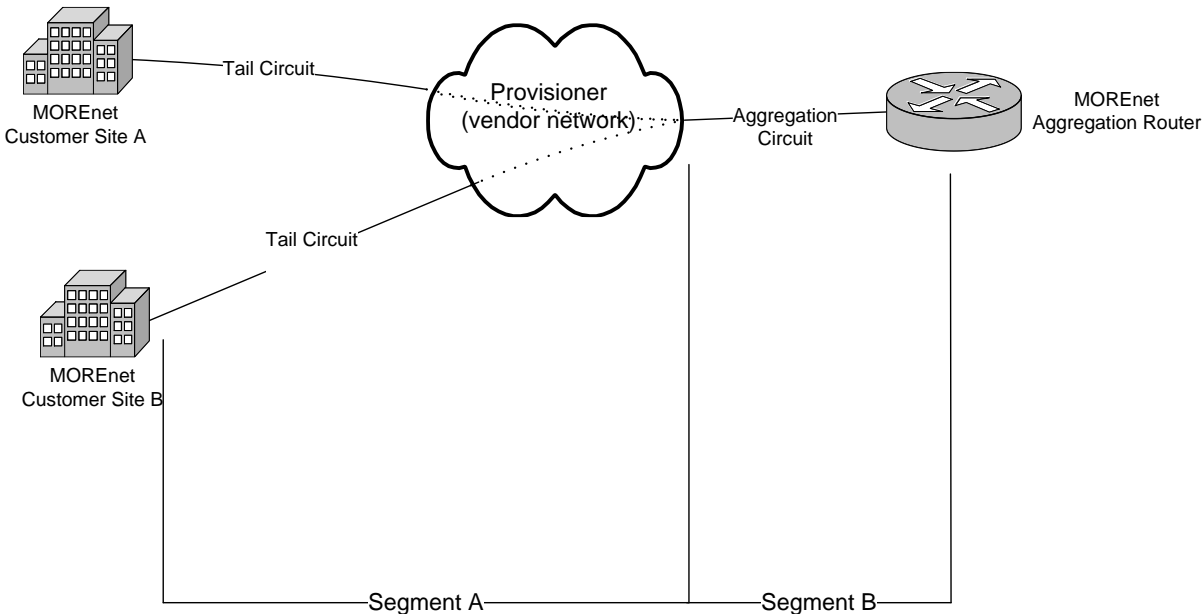 MOREnet
Customer Site A
Tail Circuit
Provisioner
(vendor network)
Aggregation
Circuit
MOREnet
Aggregation Router
Tail Circuit
MOREnet
Customer Site B
Segment A
Segment B